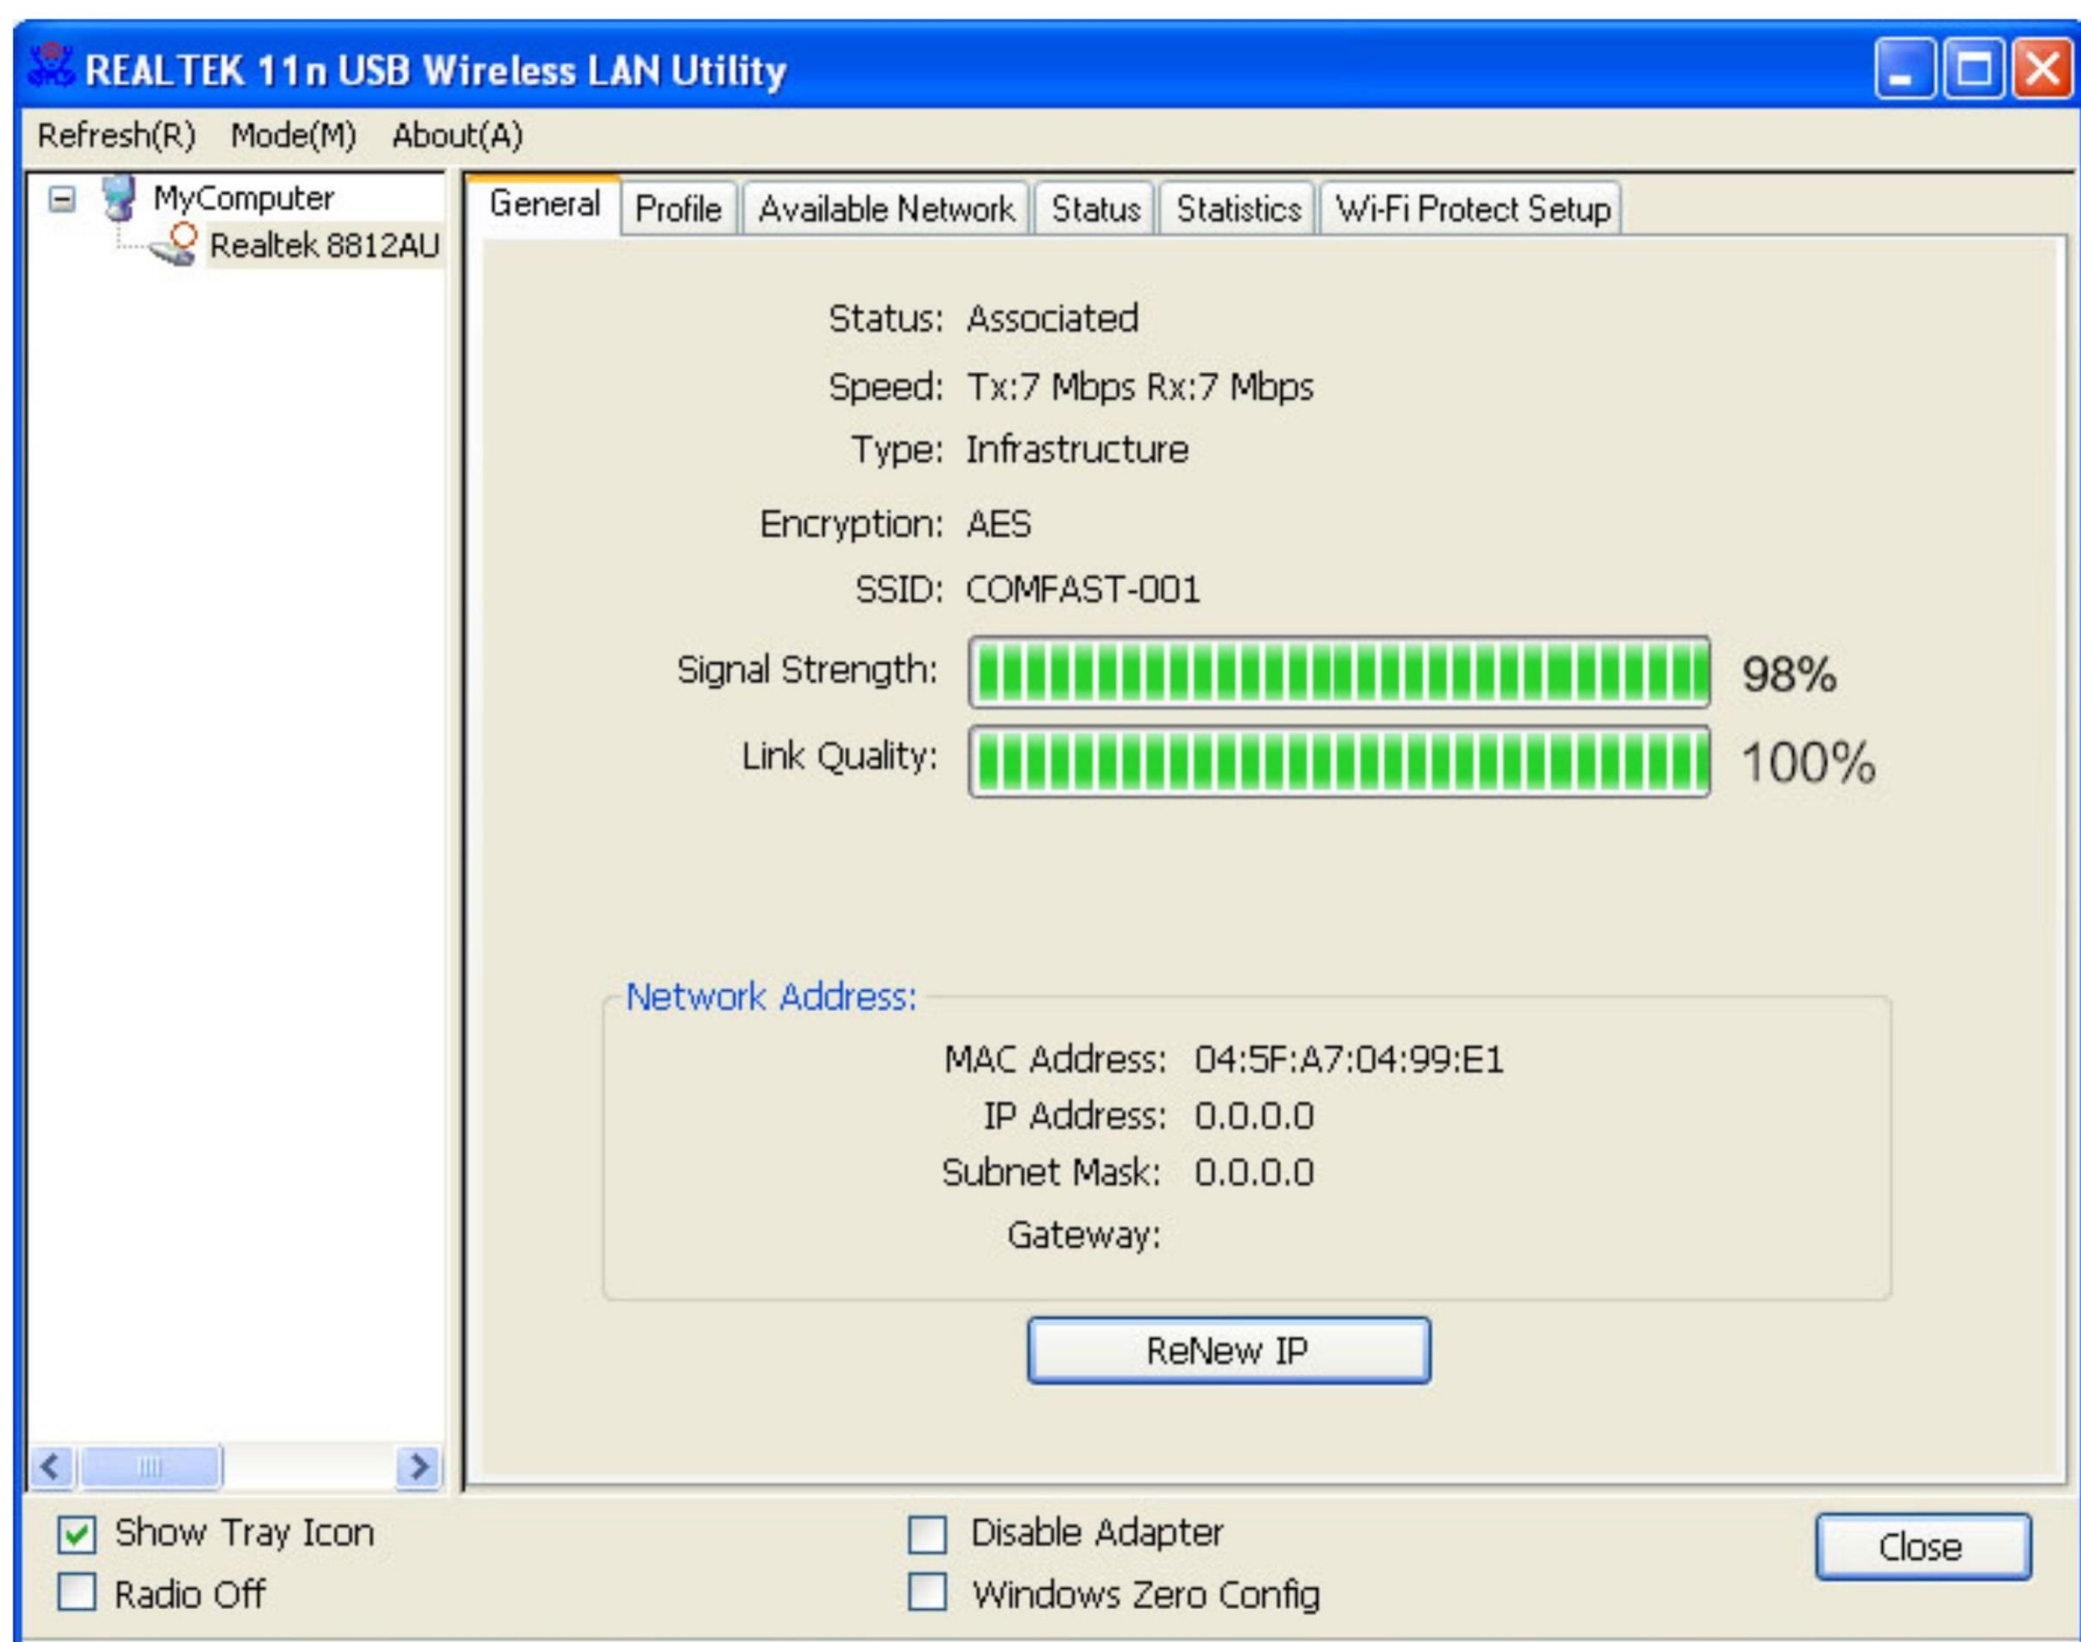 REALTEK 11n USB Wireless LAN Utility
Refresh(R) Mode(M) About(A)
MyComputer
Realtek 8812AU
General Profile Available Network Status Statistics Wi-Fi Protect Setup
Status: Associated
Speed: Tx:7 Mbps Rx:7 Mbps
Type: Infrastructure
Encryption: AES
SSID: COMFAST-001
Signal Strength: 98%
Link Quality: 100%
Network Address:
MAC Address: 04:5F:A7:04:99:E1
IP Address: 0.0.0.0
Subnet Mask: 0.0.0.0
Gateway:
ReNew IP
Show Tray Icon
Radio Off
Disable Adapter
Windows Zero Config
Close